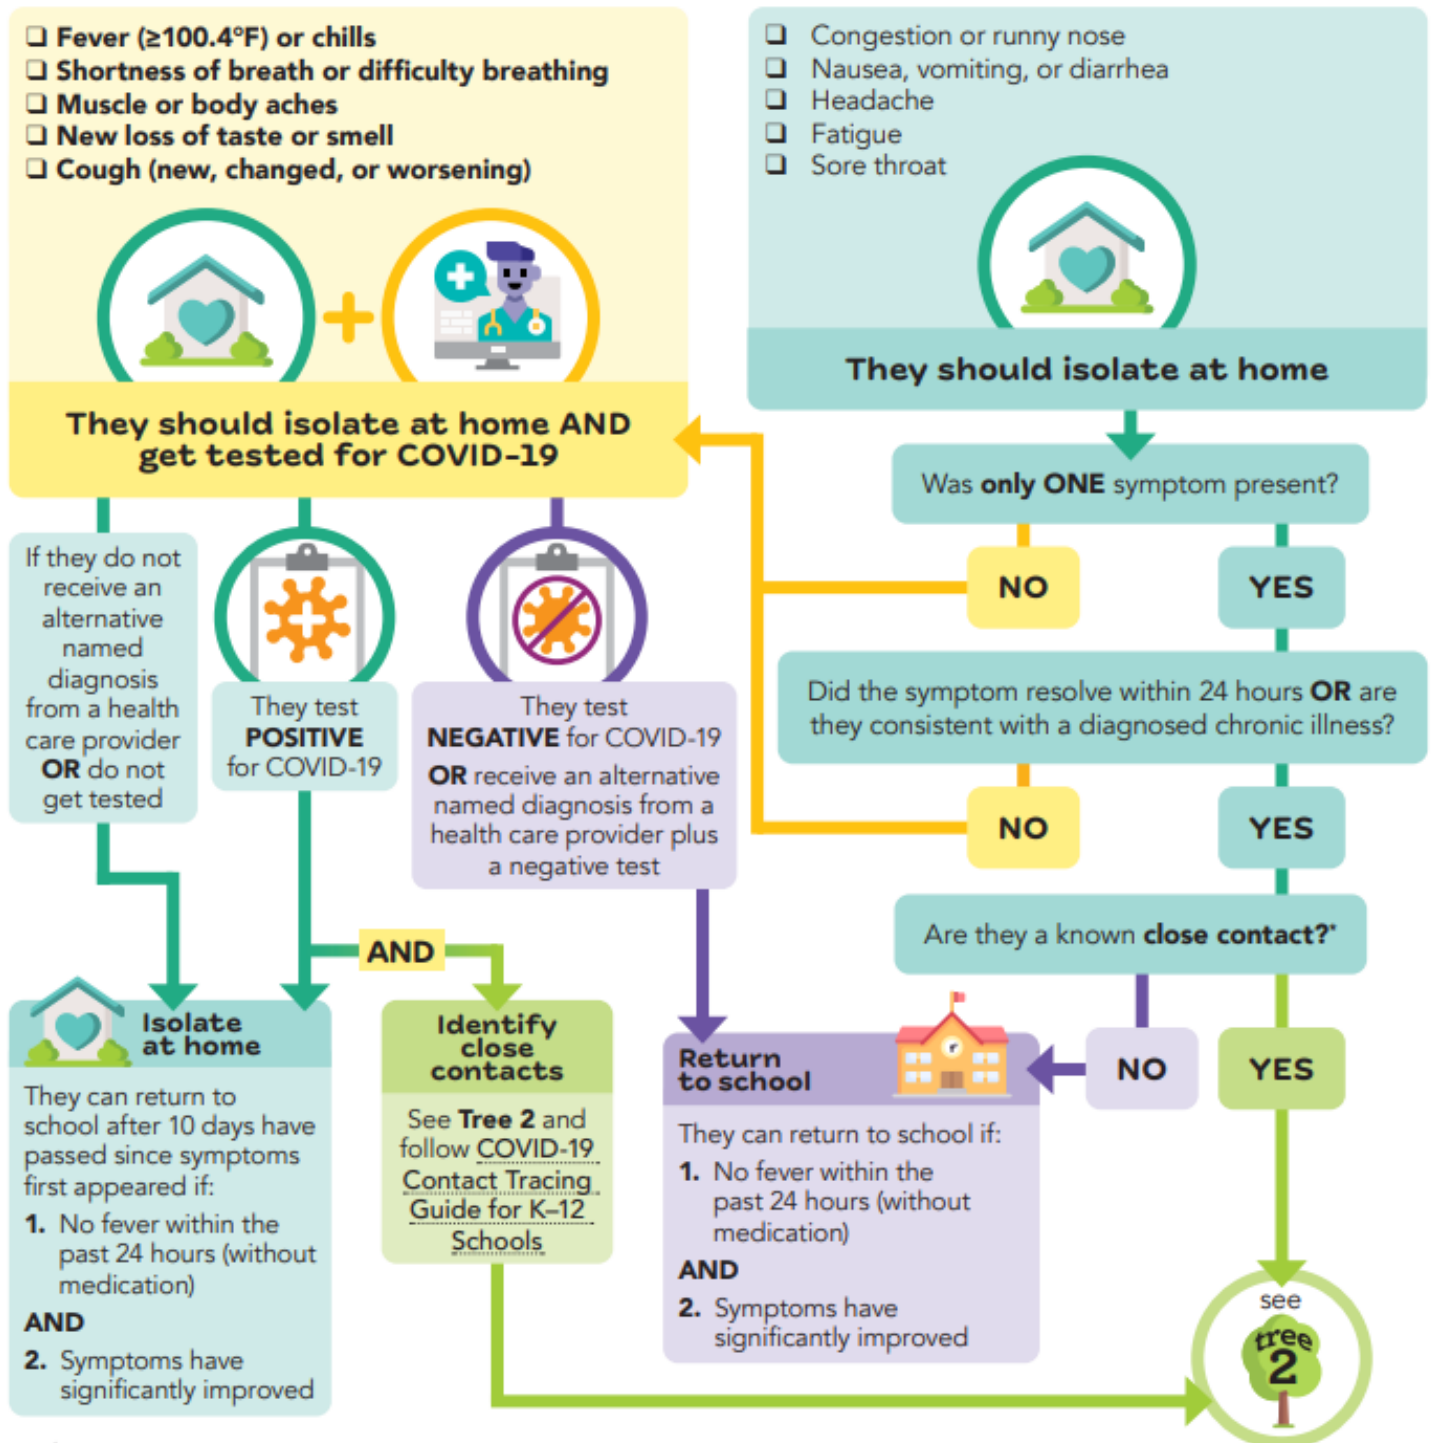 ❏ Fever (≥100.4°F) or chills
❏ Shortness of breath or difficulty breathing
❏ Muscle or body aches
❏ New loss of taste or smell
❏ Cough (new, changed, or worsening)
They should isolate at home AND
get tested for COVID-19
❏ Congestion or runny nose
❏ Nausea, vomiting, or diarrhea
❏ Headache
❏ Fatigue
❏ Sore throat
They should isolate at home
Was only ONE symptom present?
NO
YES
Did the symptom resolve within 24 hours OR are
they consistent with a diagnosed chronic illness?
NO
YES
Are they a known close contact?*
NO
YES
If they do not
receive an
alternative
named
diagnosis
from a health
care provider
OR do not
get tested
They test
POSITIVE
for COVID-19
They test
NEGATIVE for COVID-19
OR receive an alternative
named diagnosis from a
health care provider plus
a negative test
AND
Isolate
at home
They can return to
school after 10 days have
passed since symptoms
first appeared if:
1. No fever within the
past 24 hours (without
medication)
AND
2. Symptoms have
significantly improved
Identify
close
contacts
See Tree 2 and
follow COVID-19
Contact Tracing
Guide for K–12
Schools
Return
to school
They can return to school if:
1. No fever within the
past 24 hours (without
medication)
AND
2. Symptoms have
significantly improved
see
tree
2